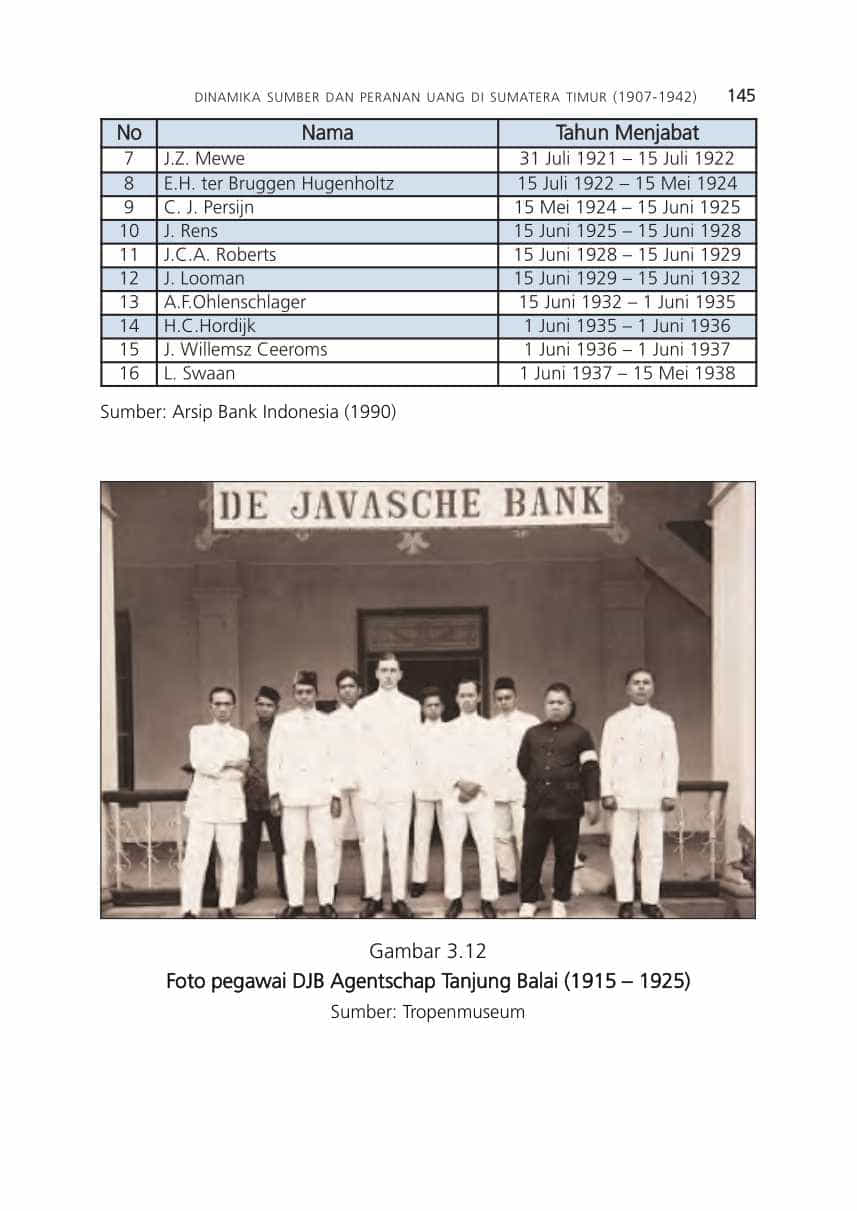 DINAMIKA SUMBER DAN PERANAN UANG DI SUMATERA TIMUR (1907-1942) 145
No Nama Tahun Menjabat
7 J.Z. Mewe 31 Juli 1921 – 15 Juli 1922
8 E.H. ter Bruggen Hugenholtz 15 Juli 1922 – 15 Mei 1924
9 C. J. Persijn 15 Mei 1924 – 15 Juni 1925
10 J. Rens 15 Juni 1925 – 15 Juni 1928
11 J.C.A. Roberts 15 Juni 1928 – 15 Juni 1929
12 J. Looman 15 Juni 1929 – 15 Juni 1932
13 A.F.Ohlenschlager 15 Juni 1932 – 1 Juni 1935
14 H.C.Hordijk 1 Juni 1935 – 1 Juni 1936
15 J. Willemsz Ceeroms 1 Juni 1936 – 1 Juni 1937
16 L. Swaan 1 Juni 1937 – 15 Mei 1938
Sumber: Arsip Bank Indonesia (1990)
DE JAVASCHE BANK
Gambar 3.12
Foto pegawai DJB Agentschap Tanjung Balai (1915 – 1925)
Sumber: Tropenmuseum